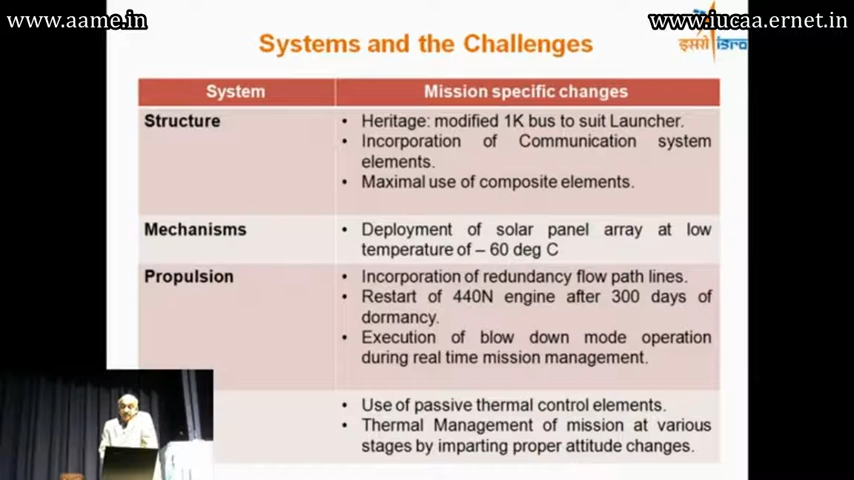 www.aame.in
www.iucaa.ernet.in
Systems and the Challenges
इसरो isro
System
Mission specific changes
Structure
• Heritage: modified 1K bus to suit Launcher.
• Incorporation of Communication system
elements.
• Maximal use of composite elements.
Mechanisms
• Deployment of solar panel array at low
temperature of – 60 deg C
Propulsion
• Incorporation of redundancy flow path lines.
• Restart of 440N engine after 300 days of
dormancy.
• Execution of blow down mode operation
during real time mission management.
• Use of passive thermal control elements.
• Thermal Management of mission at various
stages by imparting proper attitude changes.